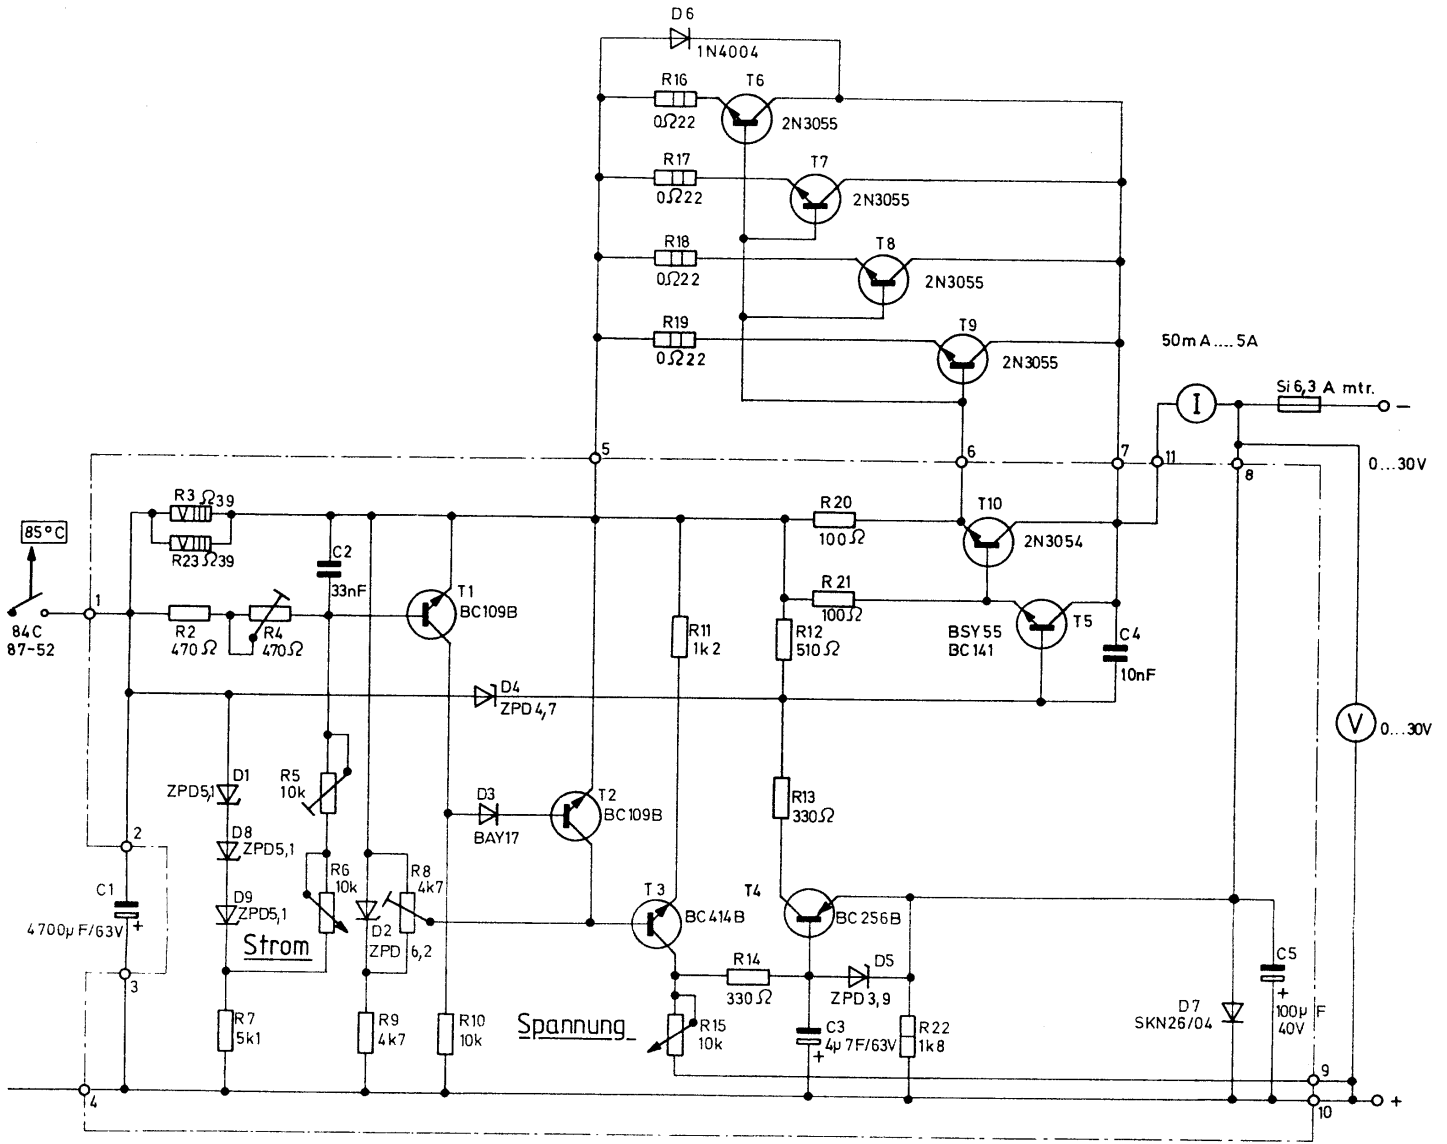 D6
1N4004
R16
0Ω22
T6
2N3055
R17
0Ω22
T7
2N3055
R18
0Ω22
T8
2N3055
R19
0Ω22
T9
2N3055
50mA....5A
I
Si 6,3 A mtr.
−
5
6
7
11
8
0...30V
85°C
R3 Ω39
R23 Ω39
C2
33nF
R20
100Ω
T10
2N3054
1
84C
87-52
R2
470Ω
R4
470Ω
T1
BC109B
R11
1k2
R21
100Ω
R12
510Ω
BSY55
BC141
T5
C4
10nF
D4
ZPD4,7
V
0...30V
D1
ZPD5,1
R5
10k
D3
BAY17
T2
BC109B
R13
330Ω
2
D8
ZPD5,1
C1
4700µF/63V
+
D9
ZPD5,1
R6
10k
R8
4k7
D2
ZPD 6,2
T3
BC414B
T4
BC256B
Strom
3
R14
330Ω
D5
ZPD3,9
C5
+
100µF
40V
D7
SKN26/04
R7
5k1
R9
4k7
R10
10k
Spannung
R15
10k
C3
4µ7F/63V
+
R22
1k8
4
9
10
+